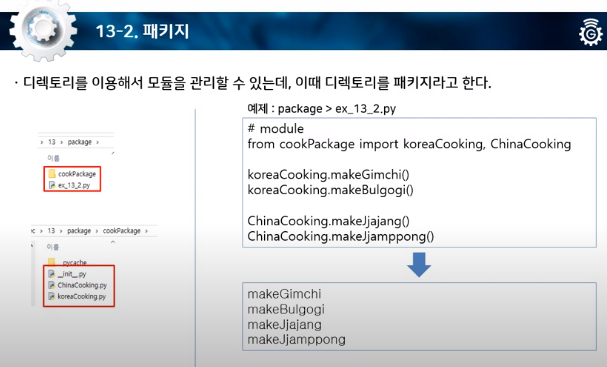 13-2. 패키지
· 디렉토리를 이용해서 모듈을 관리할 수 있는데, 이때 디렉토리를 패키지라고 한다.
> 13 > package >
이름
cookPackage
ex_13_2.py
> 13 > package > cookPackage >
이름
__pycache__
__init__.py
ChinaCooking.py
koreaCooking.py
예제 : package > ex_13_2.py
# module
from cookPackage import koreaCooking, ChinaCooking
koreaCooking.makeGimchi()
koreaCooking.makeBulgogi()
ChinaCooking.makeJjajang()
ChinaCooking.makeJjamppong()
makeGimchi
makeBulgogi
makeJjajang
makeJjamppong